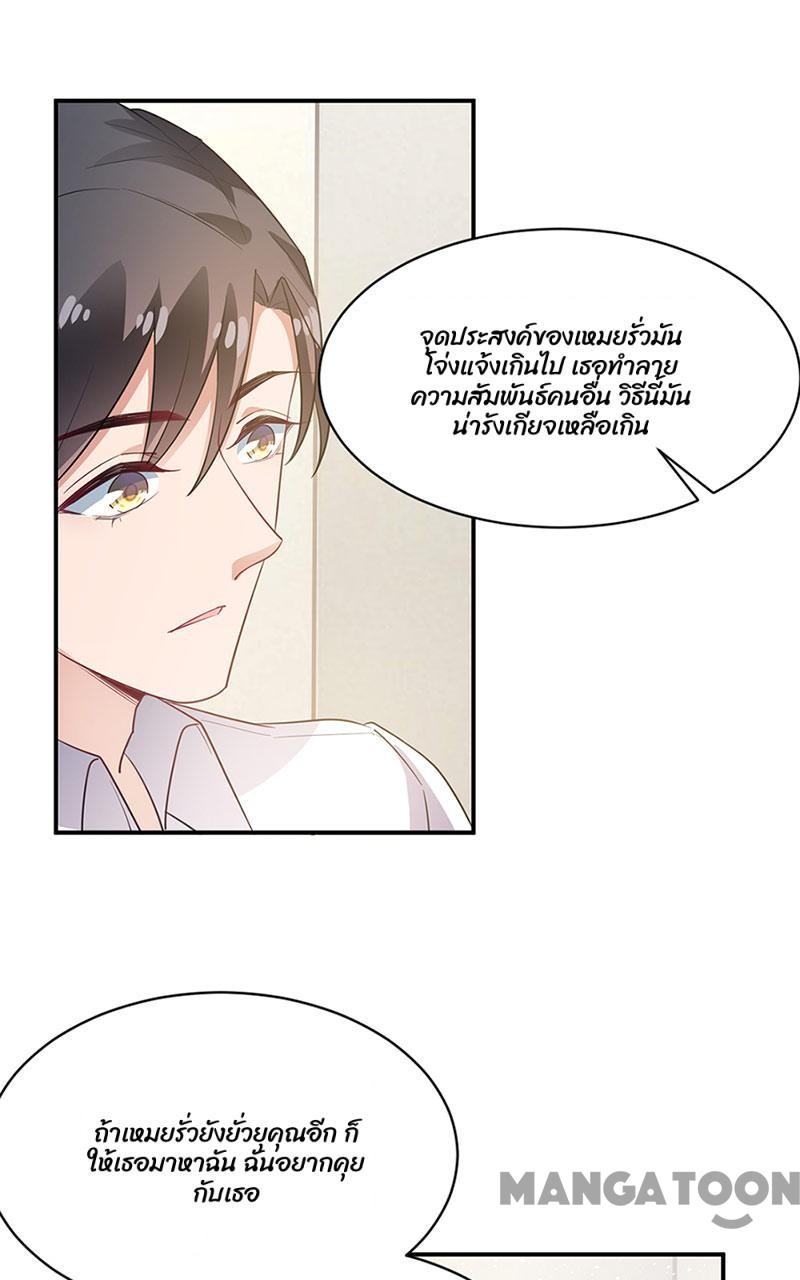 จุดประสงค์ของเหมยรั่วมัน
โจ่งแจ้งเกินไป เธอทำลาย
ความสัมพันธ์คนอื่น วิธีนี้มัน
น่ารังเกียจเหลือเกิน
ถ้าเหมยรั่วยังยั่วยุคุณอีก ก็
ให้เธอมาหาฉัน ฉันอยากคุย
กับเธอ
MANGATOON